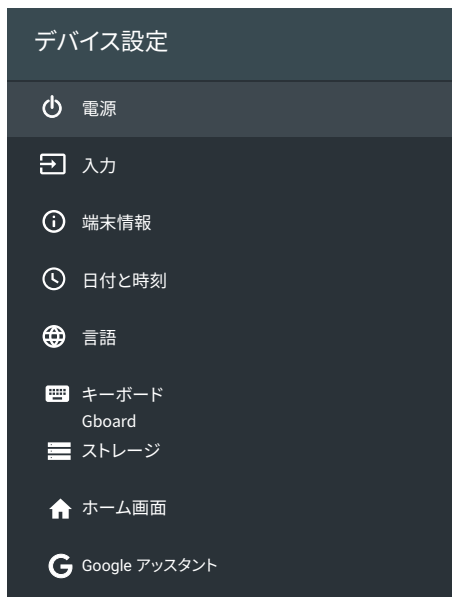 デバイス設定
電源
入力
端末情報
日付と時刻
言語
キーボード
Gboard
ストレージ
ホーム画面
Google アッスタント